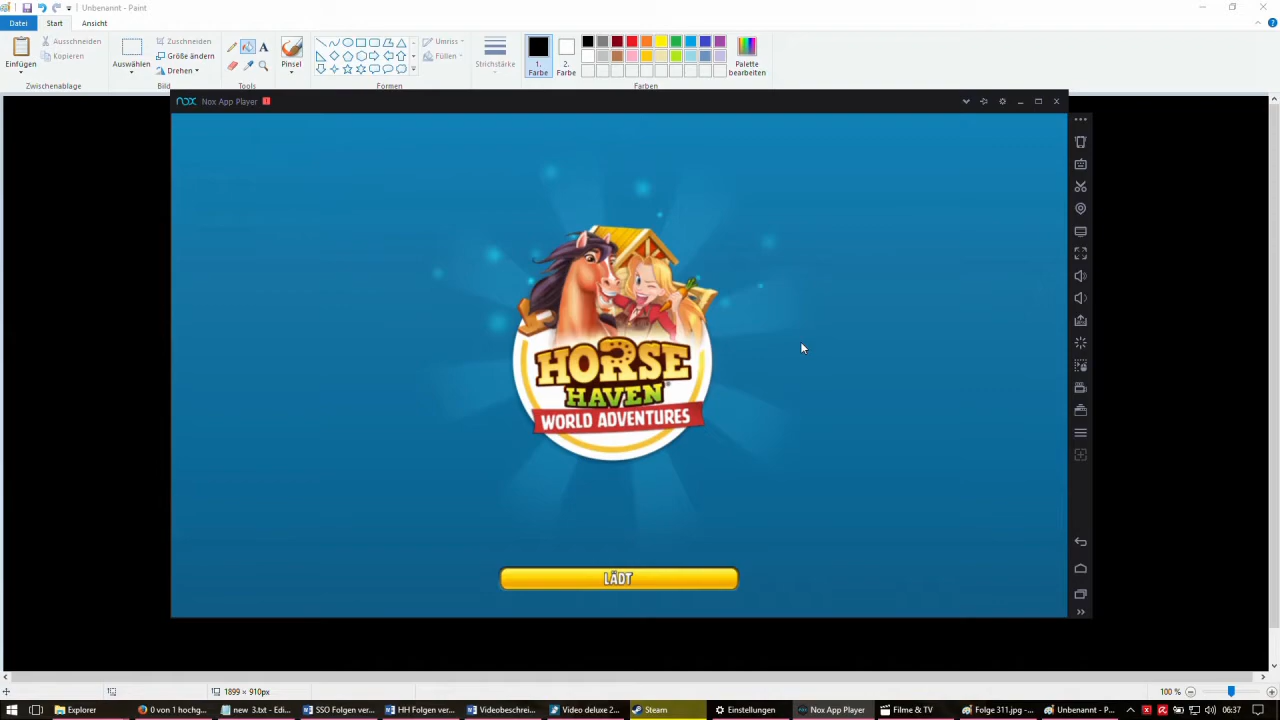 Unbenannt - Paint
Datei
Start
Ansicht
Einfügen
Ausschneiden
Kopieren
Zwischenablage
Auswählen
Zuschneiden
Größe ändern
Drehen
Bild
A
Tools
Pinsel
Umriss
Füllen
Formen
Strichstärke
1.
Farbe
2.
Farbe
Palette
bearbeiten
Farben
nox Nox App Player
HORSE
HAVEN
WORLD ADVENTURES
LÄDT
1899 × 910px
100 %
Explorer
0 von 1 hochg...
new 3.txt - Edi...
SSO Folgen ver...
HH Folgen ver...
Videobeschrei...
Video deluxe 2...
Steam
Einstellungen
Nox App Player
Filme & TV
Folge 311.jpg - ...
Unbenannt - P...
06:37